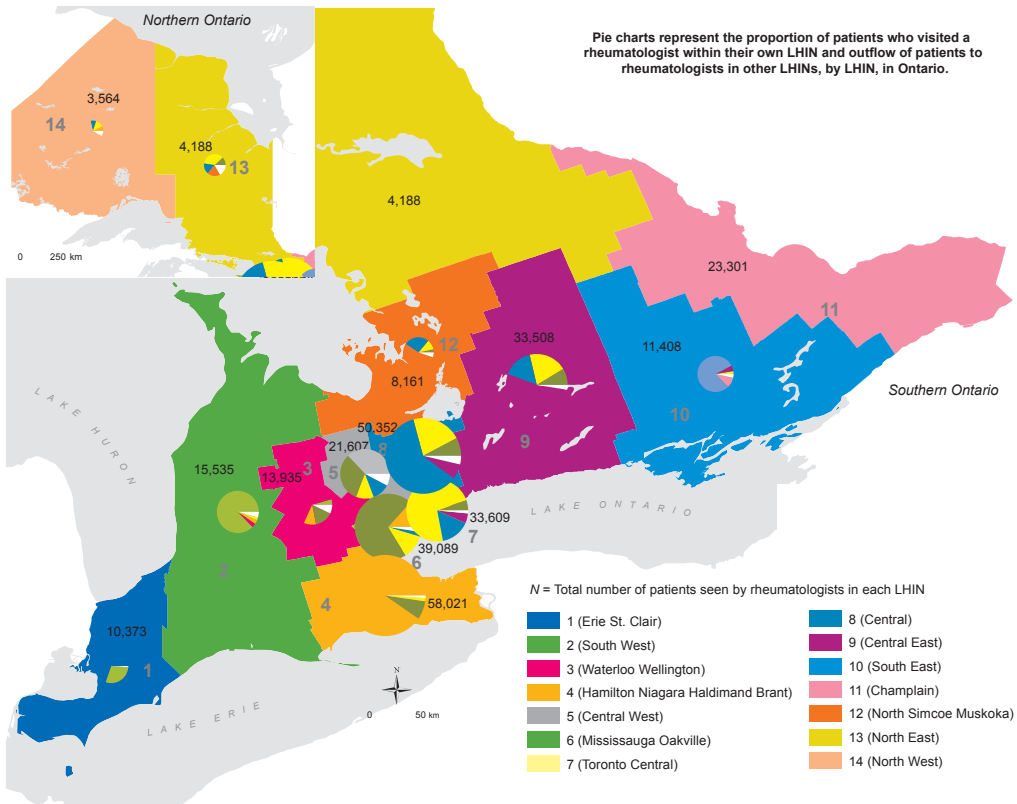 Northern Ontario
Pie charts represent the proportion of patients who visited a
rheumatologist within their own LHIN and outflow of patients to
rheumatologists in other LHINs, by LHIN, in Ontario.
3,564
14
4,188
13
0 250 km
4,188
23,301
11
33,508
12
8,161
11,408
Southern Ontario
10
9
50,352
8
21,607
5
3
13,935
15,535
2
LAKE HURON
LAKE ONTARIO
33,609
7
39,089
6
4
58,021
10,373
1
LAKE ERIE
N
0 50 km
N = Total number of patients seen by rheumatologists in each LHIN
1 (Erie St. Clair)
2 (South West)
3 (Waterloo Wellington)
4 (Hamilton Niagara Haldimand Brant)
5 (Central West)
6 (Mississauga Oakville)
7 (Toronto Central)
8 (Central)
9 (Central East)
10 (South East)
11 (Champlain)
12 (North Simcoe Muskoka)
13 (North East)
14 (North West)